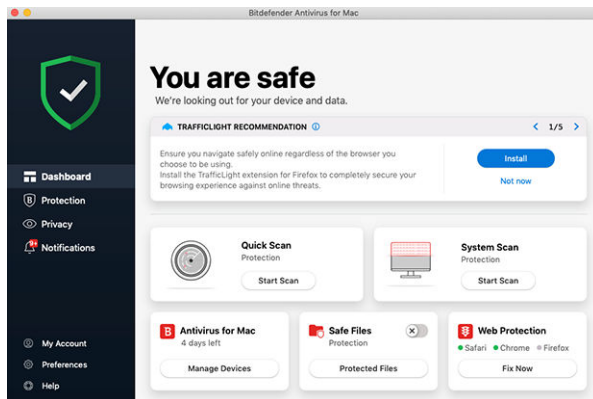 Bitdefender Antivirus for Mac
You are safe
We're looking out for your device and data.
TRAFFICLIGHT RECOMMENDATION
1/5
Ensure you navigate safely online regardless of the browser you
choose to be using.
Install the TrafficLight extension for Firefox to completely secure your
browsing experience against online threats.
Install
Not now
Dashboard
B Protection
Privacy
9+
Notifications
Quick Scan
Protection
Start Scan
System Scan
Protection
Start Scan
B Antivirus for Mac
4 days left
Manage Devices
Safe Files
Protection
Protected Files
Web Protection
Safari Chrome Firefox
Fix Now
My Account
Preferences
Help